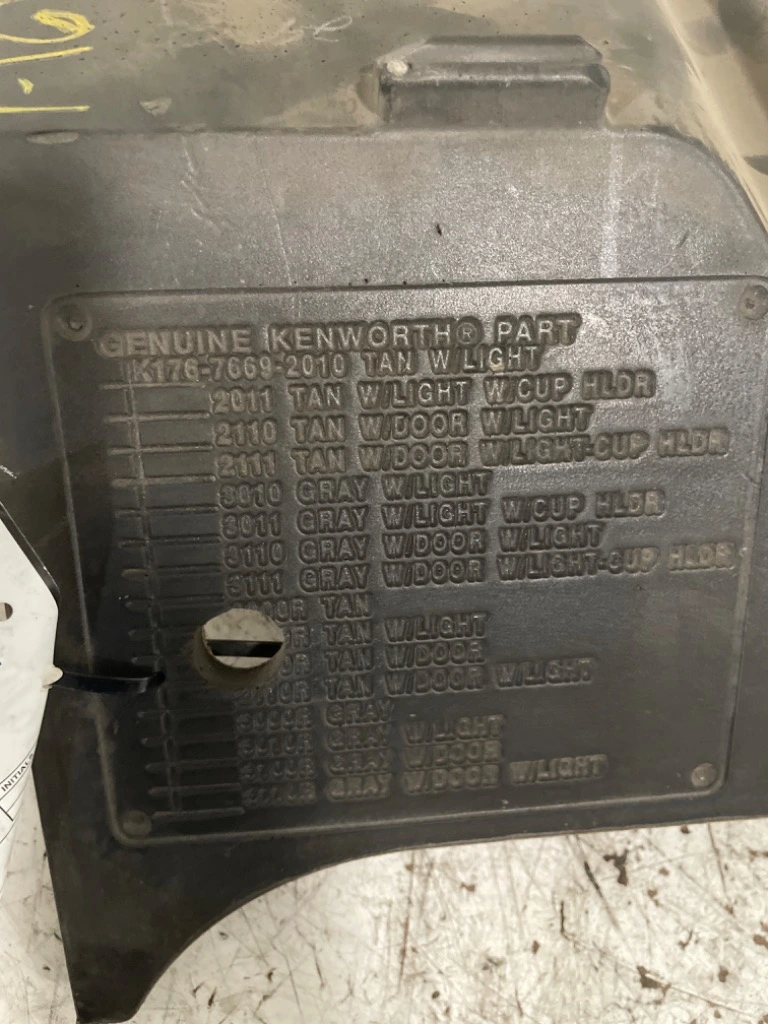 1-16
GENUINE KENWORTH® PART
K176-7669-2010 TAN W/LIGHT
2011 TAN W/LIGHT W/CUP HLDR
2110 TAN W/DOOR W/LIGHT
2111 TAN W/DOOR W/LIGHT-CUP HLDR
3010 GRAY W/LIGHT
3011 GRAY W/LIGHT W/CUP HLDR
3110 GRAY W/DOOR W/LIGHT
3111 GRAY W/DOOR W/LIGHT-CUP HLDR
TAN
TAN W/LIGHT
TAN W/DOOR
TAN W/DOOR W/LIGHT
GRAY
GRAY W/LIGHT
GRAY W/DOOR
GRAY W/DOOR W/LIGHT
INITIALS